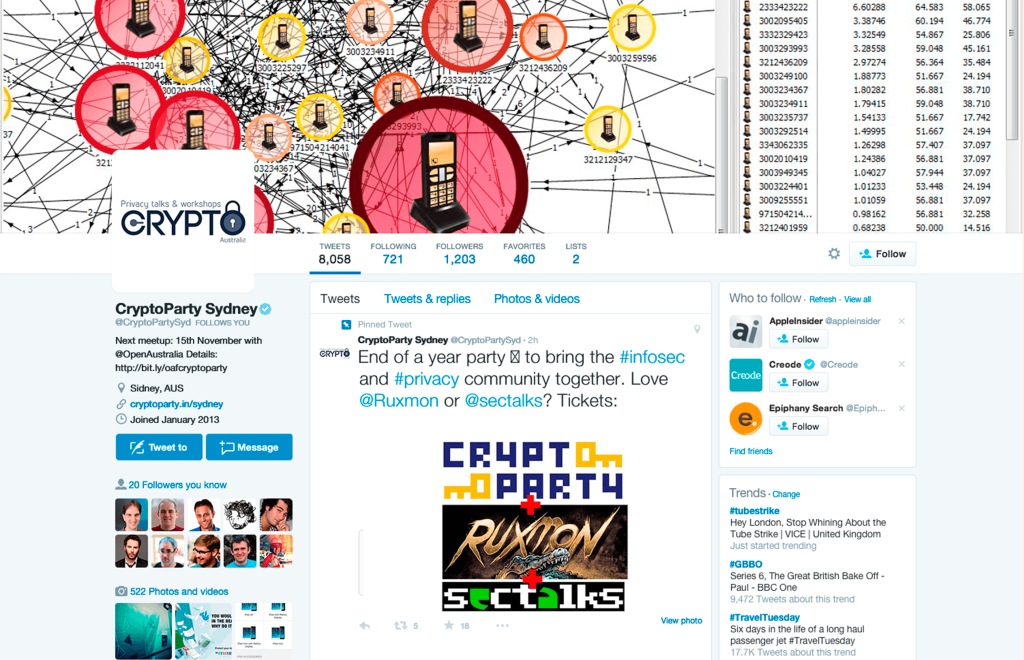 2332112041
3002010419
3003225297
3003234911
2333423222
3212436209
3003259596
3212129347
971504214041
2333423222 6.60288 64.583 58.065
3002095405 3.38746 60.194 46.774
3332329423 3.32549 54.867 25.806
3003293993 3.28558 59.048 45.161
3212436209 2.97274 56.364 35.484
3003249100 1.88773 51.667 24.194
3003234367 1.80282 56.881 38.710
3003234911 1.79415 59.048 38.710
3003235737 1.54133 51.667 17.742
3003292514 1.49995 51.667 24.194
3343062335 1.26298 57.407 37.097
3002010419 1.24386 56.881 37.097
3003949345 1.04027 57.944 37.097
3003224401 1.01233 53.448 24.194
3009255551 1.01059 56.881 37.097
971504214... 0.98162 56.881 32.258
3212401959 0.68238 50.000 14.516
Privacy talks & workshops
CRYPTO
Australia
TWEETS
8,058
FOLLOWING
721
FOLLOWERS
1,203
FAVORITES
460
LISTS
2
Follow
CryptoParty Sydney
@CryptoPartySyd FOLLOWS YOU
Next meetup: 15th November with
@OpenAustralia Details:
http://bit.ly/oafcryptoparty
Sidney, AUS
cryptoparty.in/sydney
Joined January 2013
Tweet to
Message
20 Followers you know
522 Photos and videos
Tweets Tweets & replies Photos & videos
Pinned Tweet
CRYPTO
CryptoParty Sydney @CryptoPartySyd · 2h
End of a year party to bring the #infosec
and #privacy community together. Love
@Ruxmon or @sectalks? Tickets:
CRYPTO
PARTY
RUXMON
sectalks
5
18
View photo
Who to follow · Refresh · View all
AppleInsider @appleinsider
Follow
Creode
Creode @Creode
Follow
Epiphany Search @Epiph...
Follow
Find friends
Trends · Change
#tubestrike
Hey London, Stop Whining About the
Tube Strike | VICE | United Kingdom
Just started trending
#GBBO
Series 6, The Great British Bake Off -
Paul - BBC One
9,472 Tweets about this trend
#TravelTuesday
Six days in the life of a long haul
passenger jet #TravelTuesday
17.7K Tweets about this trend